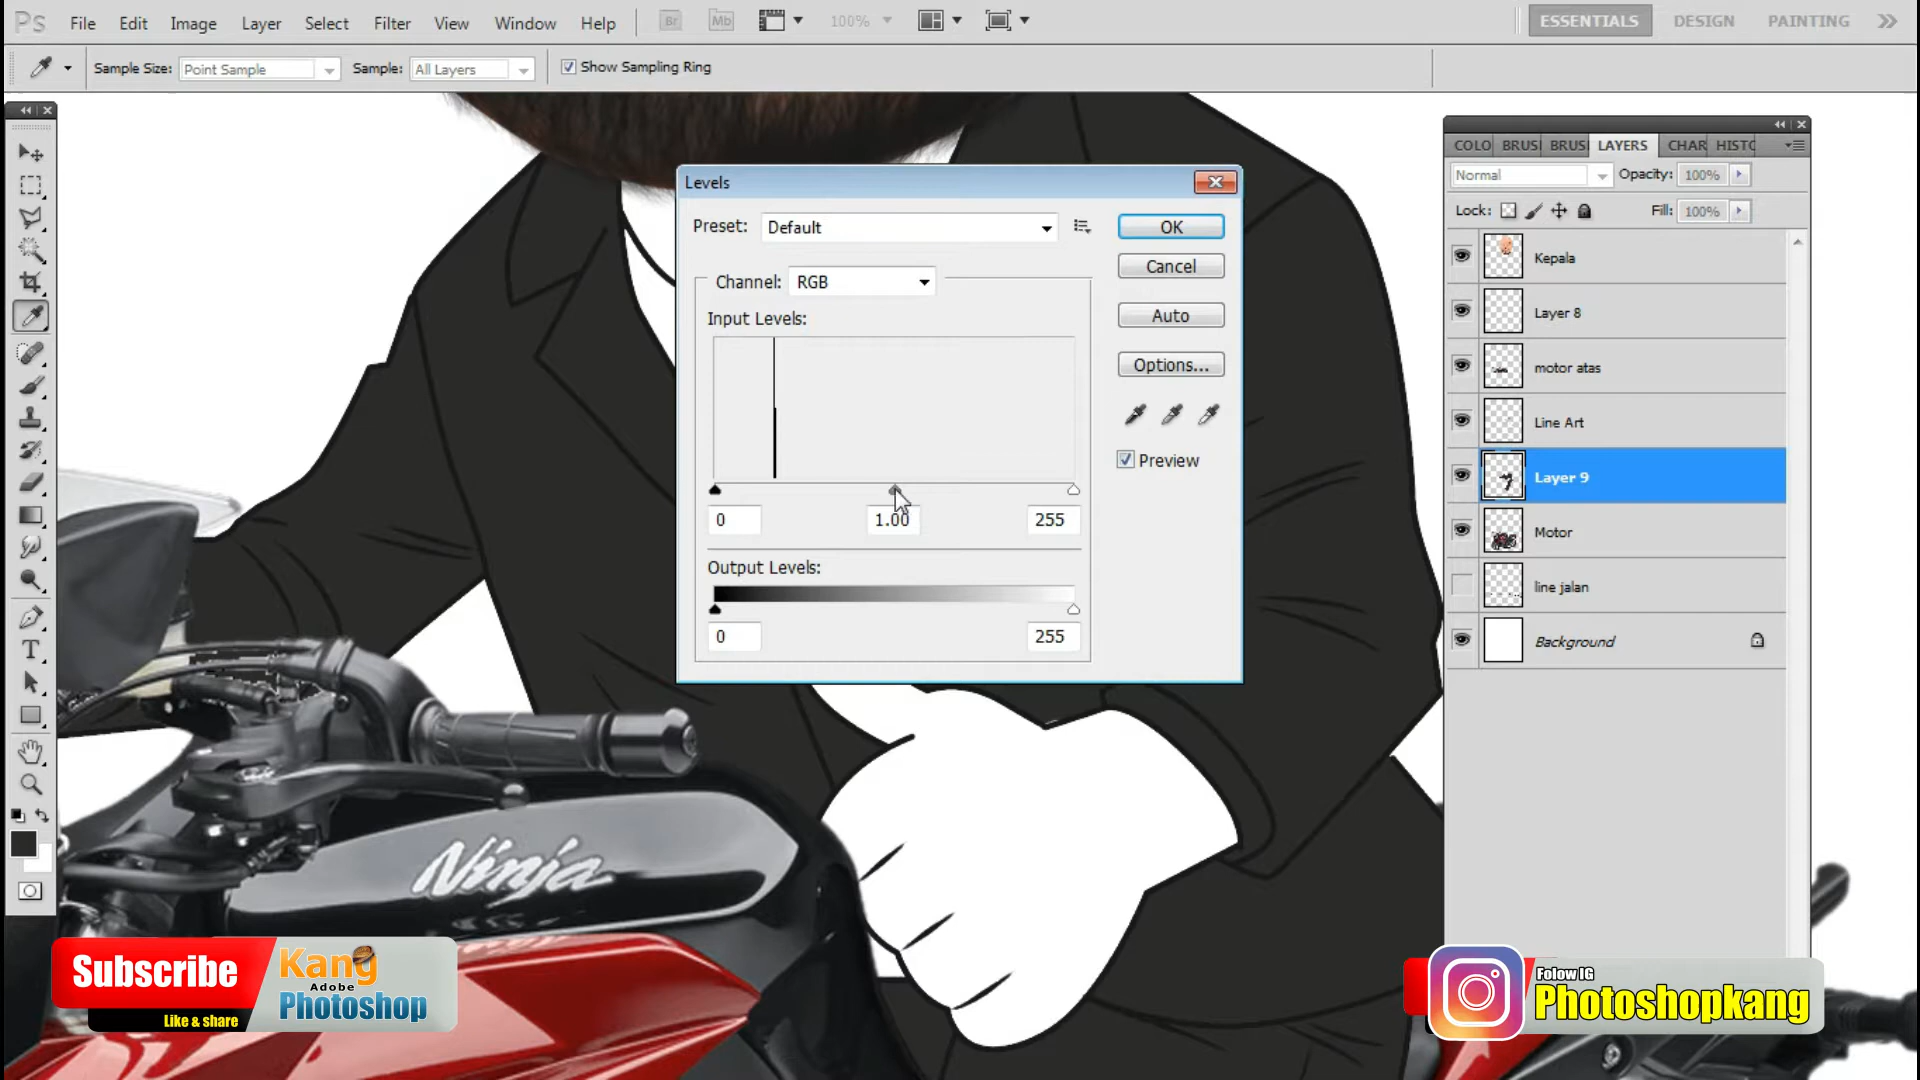 Ps File Edit Image Layer Select Filter View Window Help Br Mb 100% ESSENTIALS DESIGN PAINTING
Sample Size: Point Sample Sample: All Layers Show Sampling Ring
COLO BRUS BRUS LAYERS CHAR HISTO
Normal Opacity: 100%
Lock: Fill: 100%
Kepala
Layer 8
motor atas
Line Art
Layer 9
Motor
line jalan
Background
Levels
Preset: Default
OK
Cancel
Channel: RGB
Auto
Input Levels:
Options...
Preview
0 1.00 255
Output Levels:
0 255
Ninja
Subscribe
Kang
Adobe
Photoshop
Like & share
Folow IG
Photoshopkang